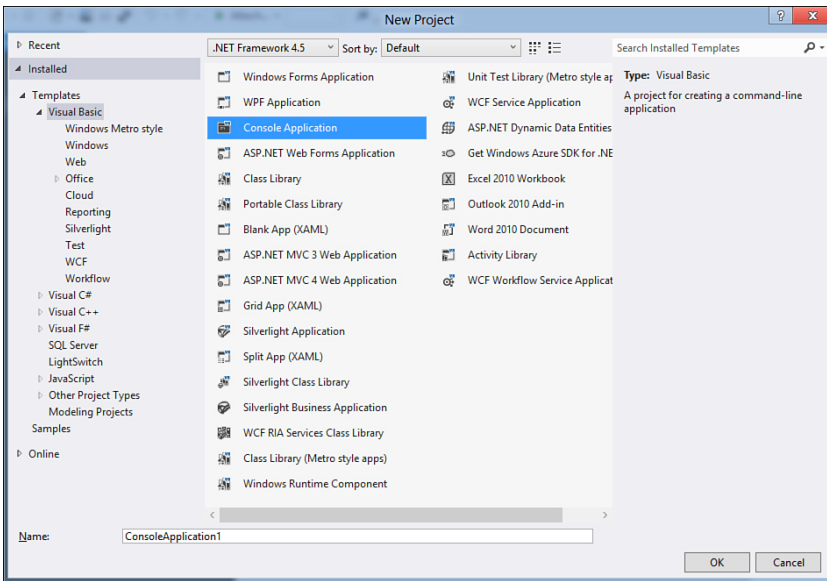 New Project
Recent
Installed
Templates
Visual Basic
Windows Metro style
Windows
Web
Office
Cloud
Reporting
Silverlight
Test
WCF
Workflow
Visual C#
Visual C++
Visual F#
SQL Server
LightSwitch
JavaScript
Other Project Types
Modeling Projects
Samples
Online
.NET Framework 4.5
Sort by: Default
Windows Forms Application
WPF Application
Console Application
ASP.NET Web Forms Application
Class Library
Portable Class Library
Blank App (XAML)
ASP.NET MVC 3 Web Application
ASP.NET MVC 4 Web Application
Grid App (XAML)
Silverlight Application
Split App (XAML)
Silverlight Class Library
Silverlight Business Application
WCF RIA Services Class Library
Class Library (Metro style apps)
Windows Runtime Component
Unit Test Library (Metro style ap
WCF Service Application
ASP.NET Dynamic Data Entities
Get Windows Azure SDK for .NE
Excel 2010 Workbook
Outlook 2010 Add-in
Word 2010 Document
Activity Library
WCF Workflow Service Applicat
Search Installed Templates
Type: Visual Basic
A project for creating a command-line
application
Name: ConsoleApplication1
OK Cancel